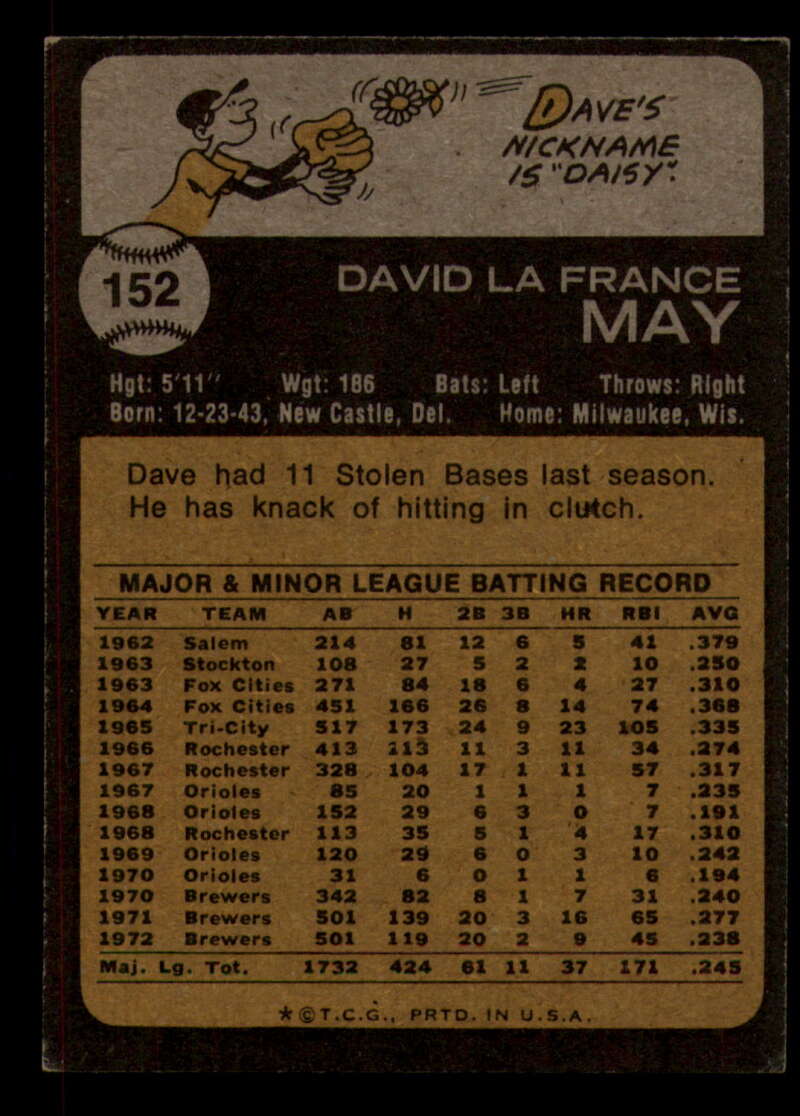 DAVE'S
NICKNAME
IS "DAISY".
152
DAVID LA FRANCE
MAY
Hgt: 5'11" Wgt: 186 Bats: Left Throws: Right
Born: 12-23-43, New Castle, Del. Home: Milwaukee, Wis.
Dave had 11 Stolen Bases last season.
He has knack of hitting in clutch.
MAJOR & MINOR LEAGUE BATTING RECORD
YEAR TEAM AB H 2B 3B HR RBI AVG
1962 Salem 214 81 12 6 5 41 .379
1963 Stockton 108 27 5 2 2 10 .250
1963 Fox Cities 271 84 18 6 4 27 .310
1964 Fox Cities 451 166 26 8 14 74 .368
1965 Tri-City 517 173 24 9 23 105 .335
1966 Rochester 413 113 11 3 11 34 .274
1967 Rochester 328 104 17 1 11 57 .317
1967 Orioles 85 20 1 1 1 7 .235
1968 Orioles 152 29 6 3 0 7 .191
1968 Rochester 113 35 5 1 4 17 .310
1969 Orioles 120 29 6 0 3 10 .242
1970 Orioles 31 6 0 1 1 6 .194
1970 Brewers 342 82 8 1 7 31 .240
1971 Brewers 501 139 20 3 16 65 .277
1972 Brewers 501 119 20 2 9 45 .238
Maj. Lg. Tot. 1732 424 61 11 37 171 .245
*©T.C.G., PRTD. IN U.S.A.